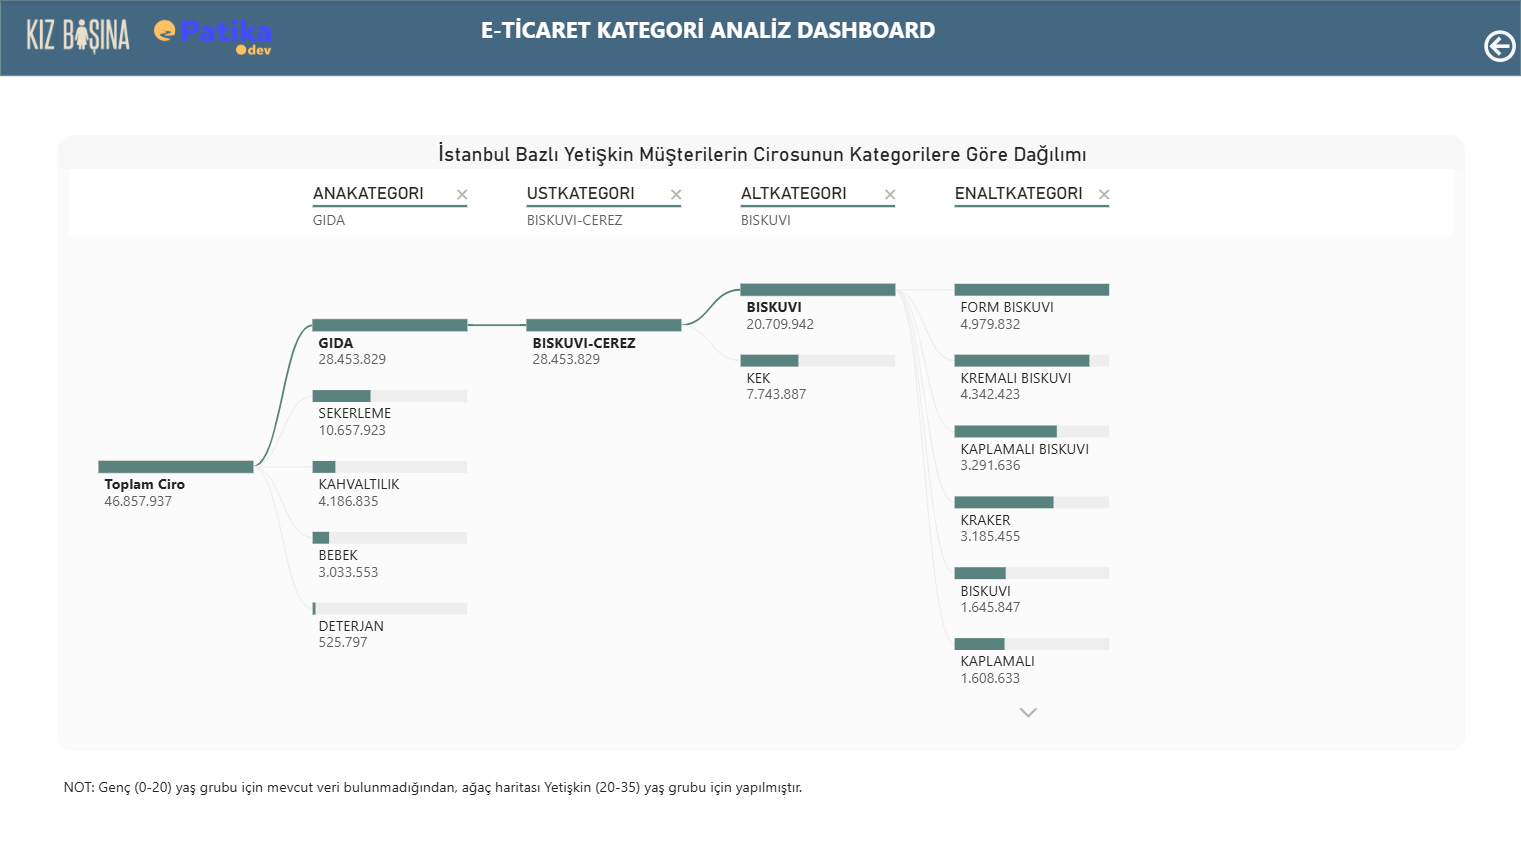 KIZ BAŞINA
Patika
.dev
E-TİCARET KATEGORİ ANALİZ DASHBOARD
İstanbul Bazlı Yetişkin Müşterilerin Cirosunun Kategorilere Göre Dağılımı
ANAKATEGORI
GIDA
USTKATEGORI
BISKUVI-CEREZ
ALTKATEGORI
BISKUVI
ENALTKATEGORI
Toplam Ciro
46.857.937
GIDA
28.453.829
SEKERLEME
10.657.923
KAHVALTILIK
4.186.835
BEBEK
3.033.553
DETERJAN
525.797
BISKUVI-CEREZ
28.453.829
BISKUVI
20.709.942
KEK
7.743.887
FORM BISKUVI
4.979.832
KREMALI BISKUVI
4.342.423
KAPLAMALI BISKUVI
3.291.636
KRAKER
3.185.455
BISKUVI
1.645.847
KAPLAMALI
1.608.633
NOT: Genç (0-20) yaş grubu için mevcut veri bulunmadığından, ağaç haritası Yetişkin (20-35) yaş grubu için yapılmıştır.